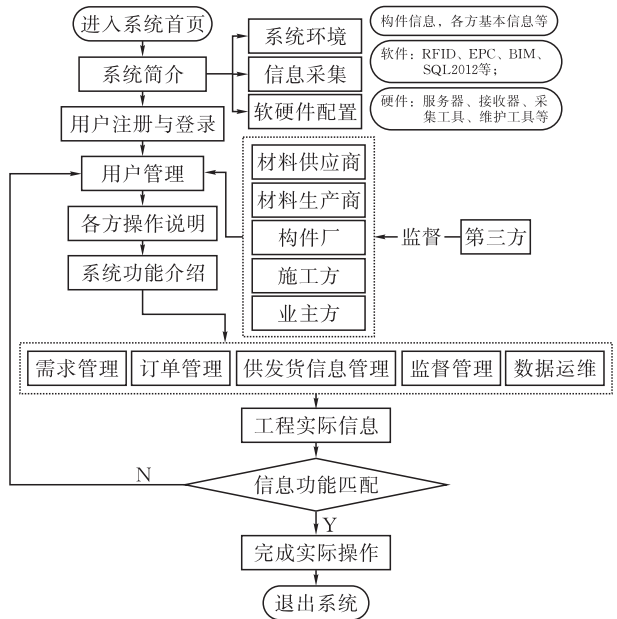 进入系统首页
系统简介
系统环境
信息采集
软硬件配置
构件信息，各方基本信息等
软件：RFID、EPC、BIM、
SQL2012等；
硬件：服务器、接收器、采
集工具、维护工具等
用户注册与登录
用户管理
各方操作说明
系统功能介绍
材料供应商
材料生产商
构件厂
施工方
业主方
监督
第三方
需求管理
订单管理
供发货信息管理
监督管理
数据运维
工程实际信息
信息功能匹配
N
Y
完成实际操作
退出系统